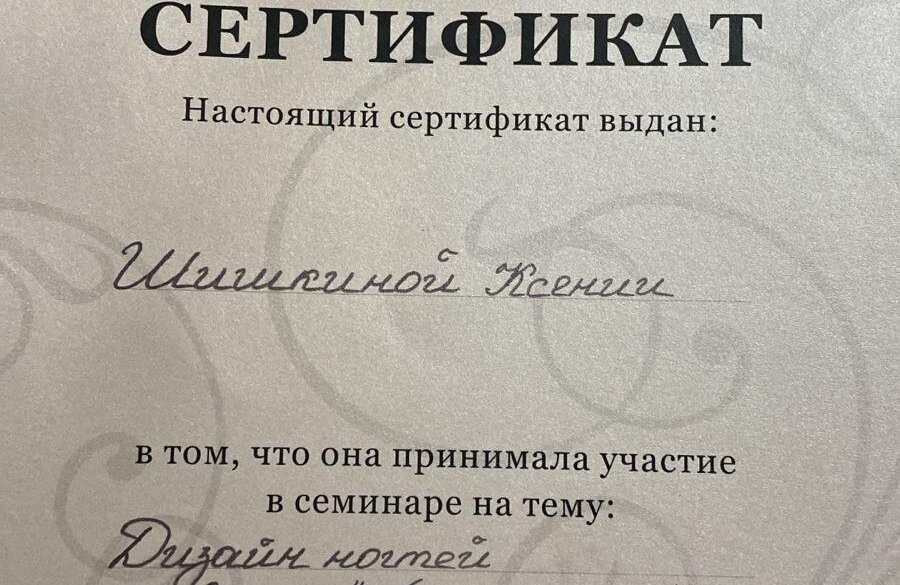 СЕРТИФИКАТ
Настоящий сертификат выдан:
Шишкиной Ксении
в том, что она принимала участие
в семинаре на тему:
Дизайн ногтей